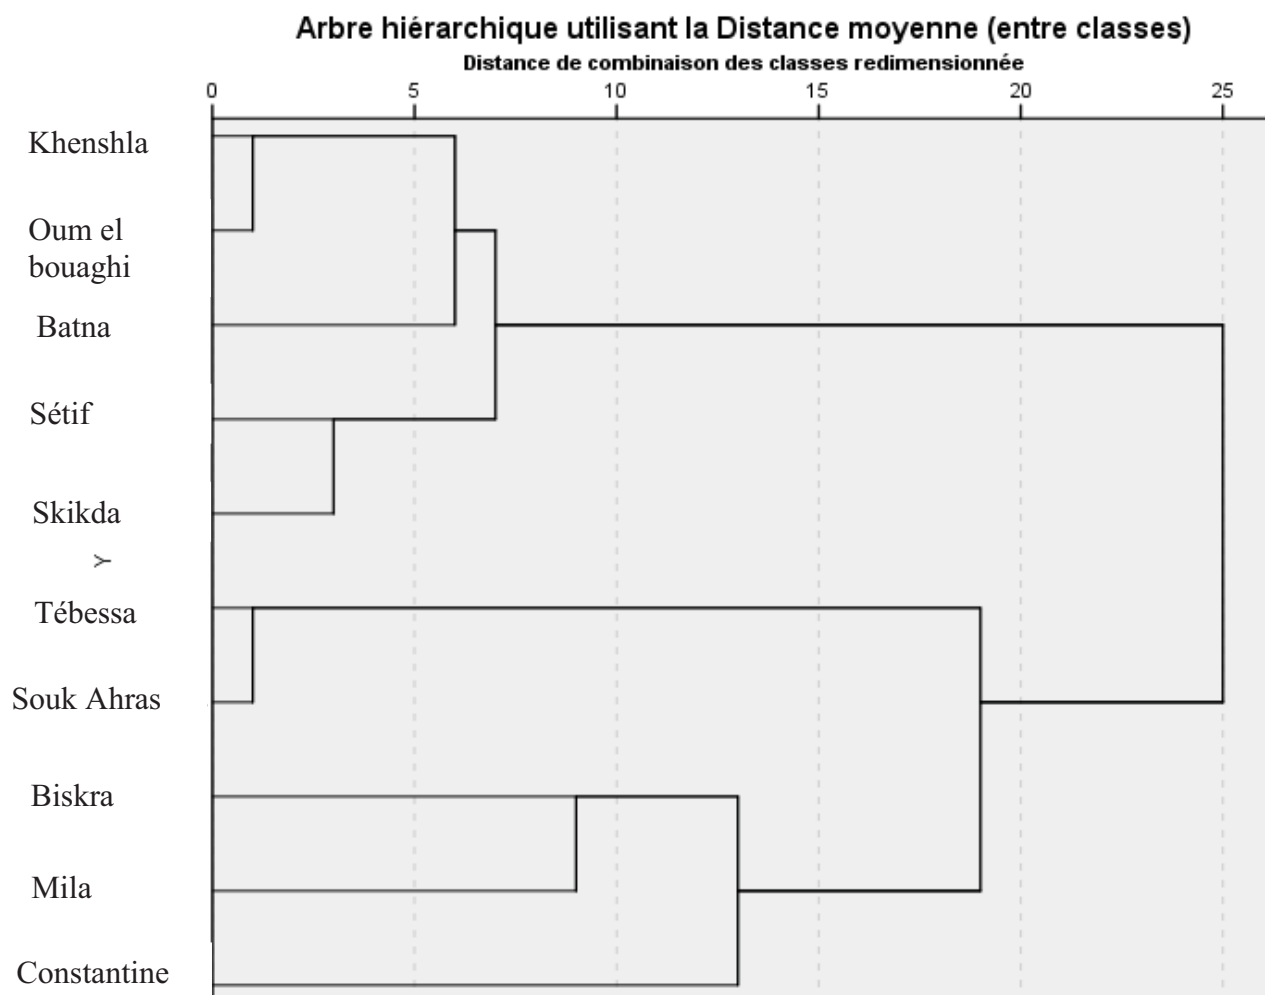 Arbre hiérarchique utilisant la Distance moyenne (entre classes)
Distance de combinaison des classes redimensionnée
0 5 10 15 20 25
Khenshla
Oum el
bouaghi
Batna
Sétif
Skikda
Y
Tébessa
Souk Ahras
Biskra
Mila
Constantine